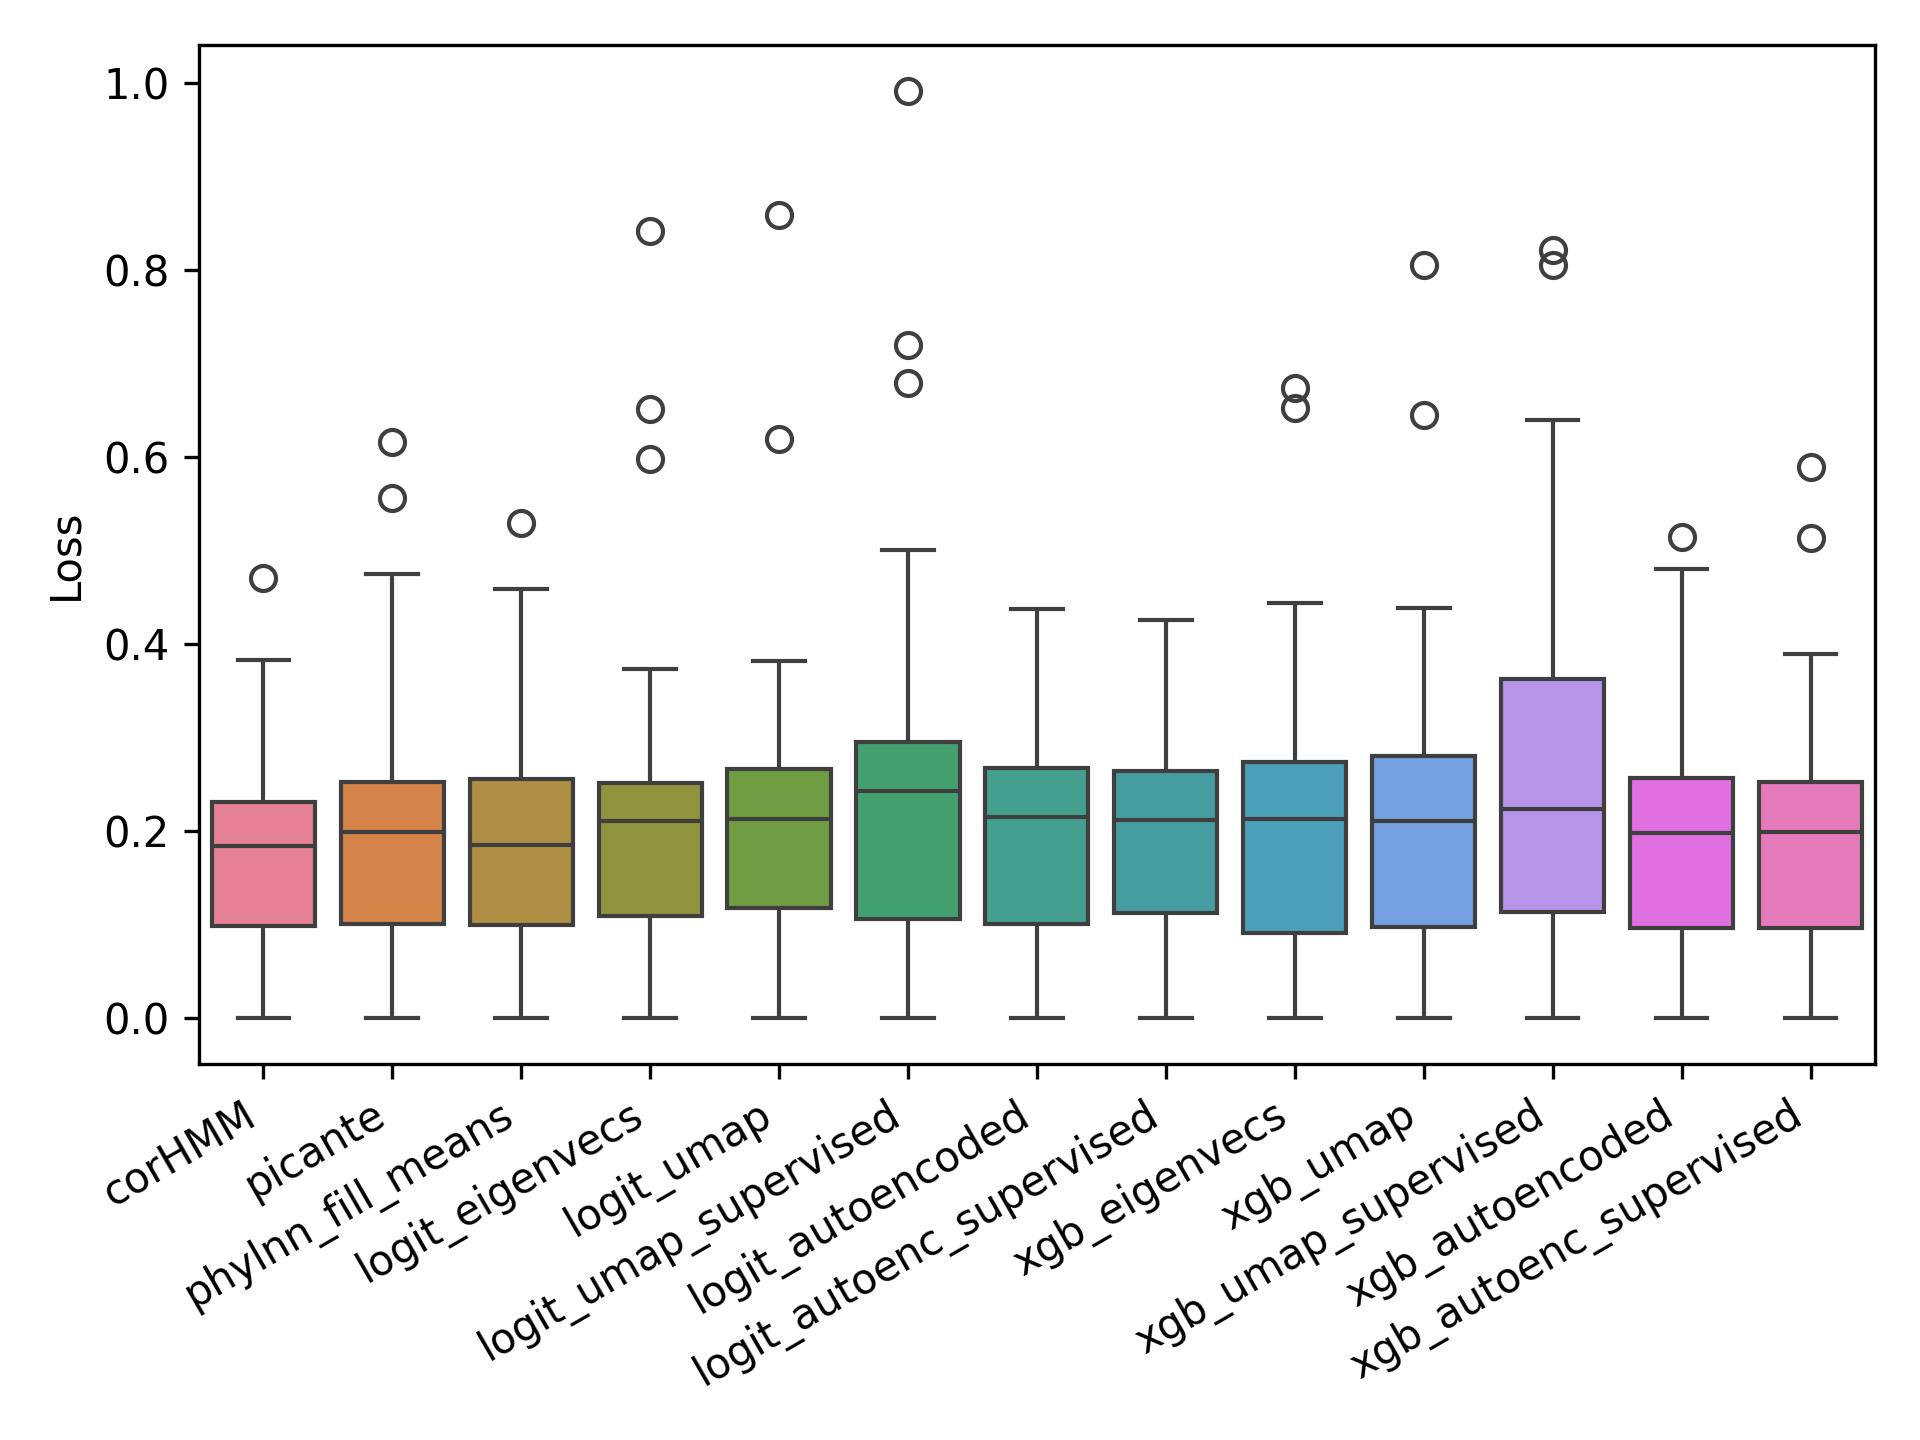 1.0
0.8
0.6
0.4
0.2
0.0
Loss
corHMM
picante
phylnn_fill_means
logit_eigenvecs
logit_umap
logit_umap_supervised
logit_autoencoded
logit_autoenc_supervised
xgb_eigenvecs
xgb_umap
xgb_umap_supervised
xgb_autoencoded
xgb_autoenc_supervised